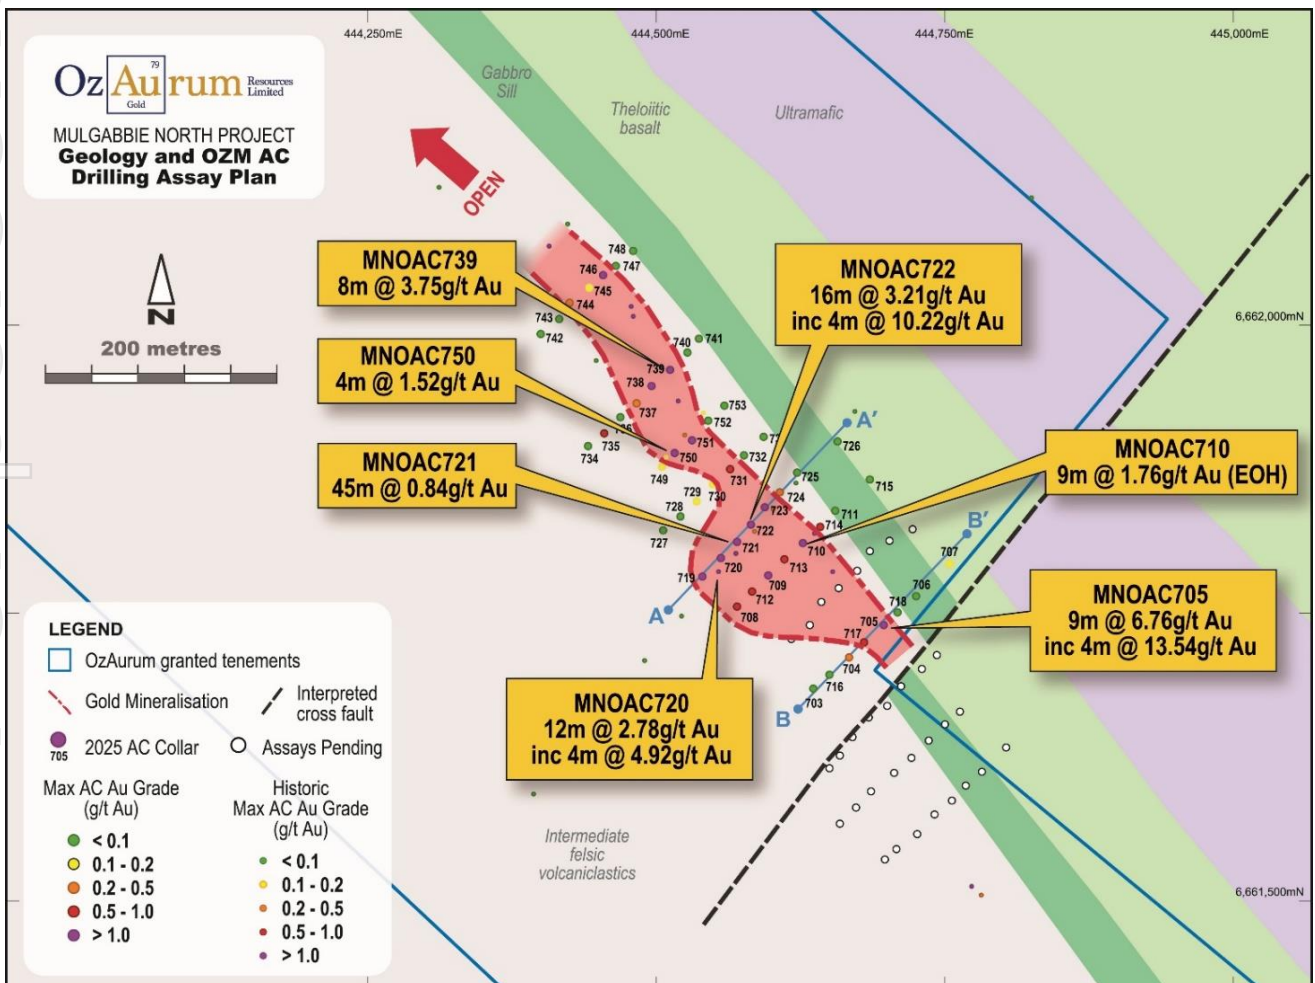 444,250mE
444,500mE
444,750mE
445,000mE
79
OzAurum Resources
Limited
Gold
MULGABBIE NORTH PROJECT
Geology and OZM AC
Drilling Assay Plan
Gabbro
Sill
Theloiitic
basalt
Ultramafic
OPEN
N
200 metres
6,662,000mN
6,661,500mN
MNOAC739
8m @ 3.75g/t Au
MNOAC722
16m @ 3.21g/t Au
inc 4m @ 10.22g/t Au
MNOAC750
4m @ 1.52g/t Au
MNOAC721
45m @ 0.84g/t Au
MNOAC710
9m @ 1.76g/t Au (EOH)
MNOAC705
9m @ 6.76g/t Au
inc 4m @ 13.54g/t Au
MNOAC720
12m @ 2.78g/t Au
inc 4m @ 4.92g/t Au
748
747
746
745
744
743
742
741
740
739
738
737
735
734
753
752
751
750
749
732
731
730
729
728
727
726
725
724
723
722
721
720
719
715
714
711
710
713
709
712
708
707
706
718
705
717
704
716
703
A
A'
B
B'
Intermediate
felsic
volcaniclastics
LEGEND
OzAurum granted tenements
Gold Mineralisation
Interpreted
cross fault
705
2025 AC Collar
Assays Pending
Max AC Au Grade
(g/t Au)
< 0.1
0.1 - 0.2
0.2 - 0.5
0.5 - 1.0
> 1.0
Historic
Max AC Au Grade
(g/t Au)
< 0.1
0.1 - 0.2
0.2 - 0.5
0.5 - 1.0
> 1.0